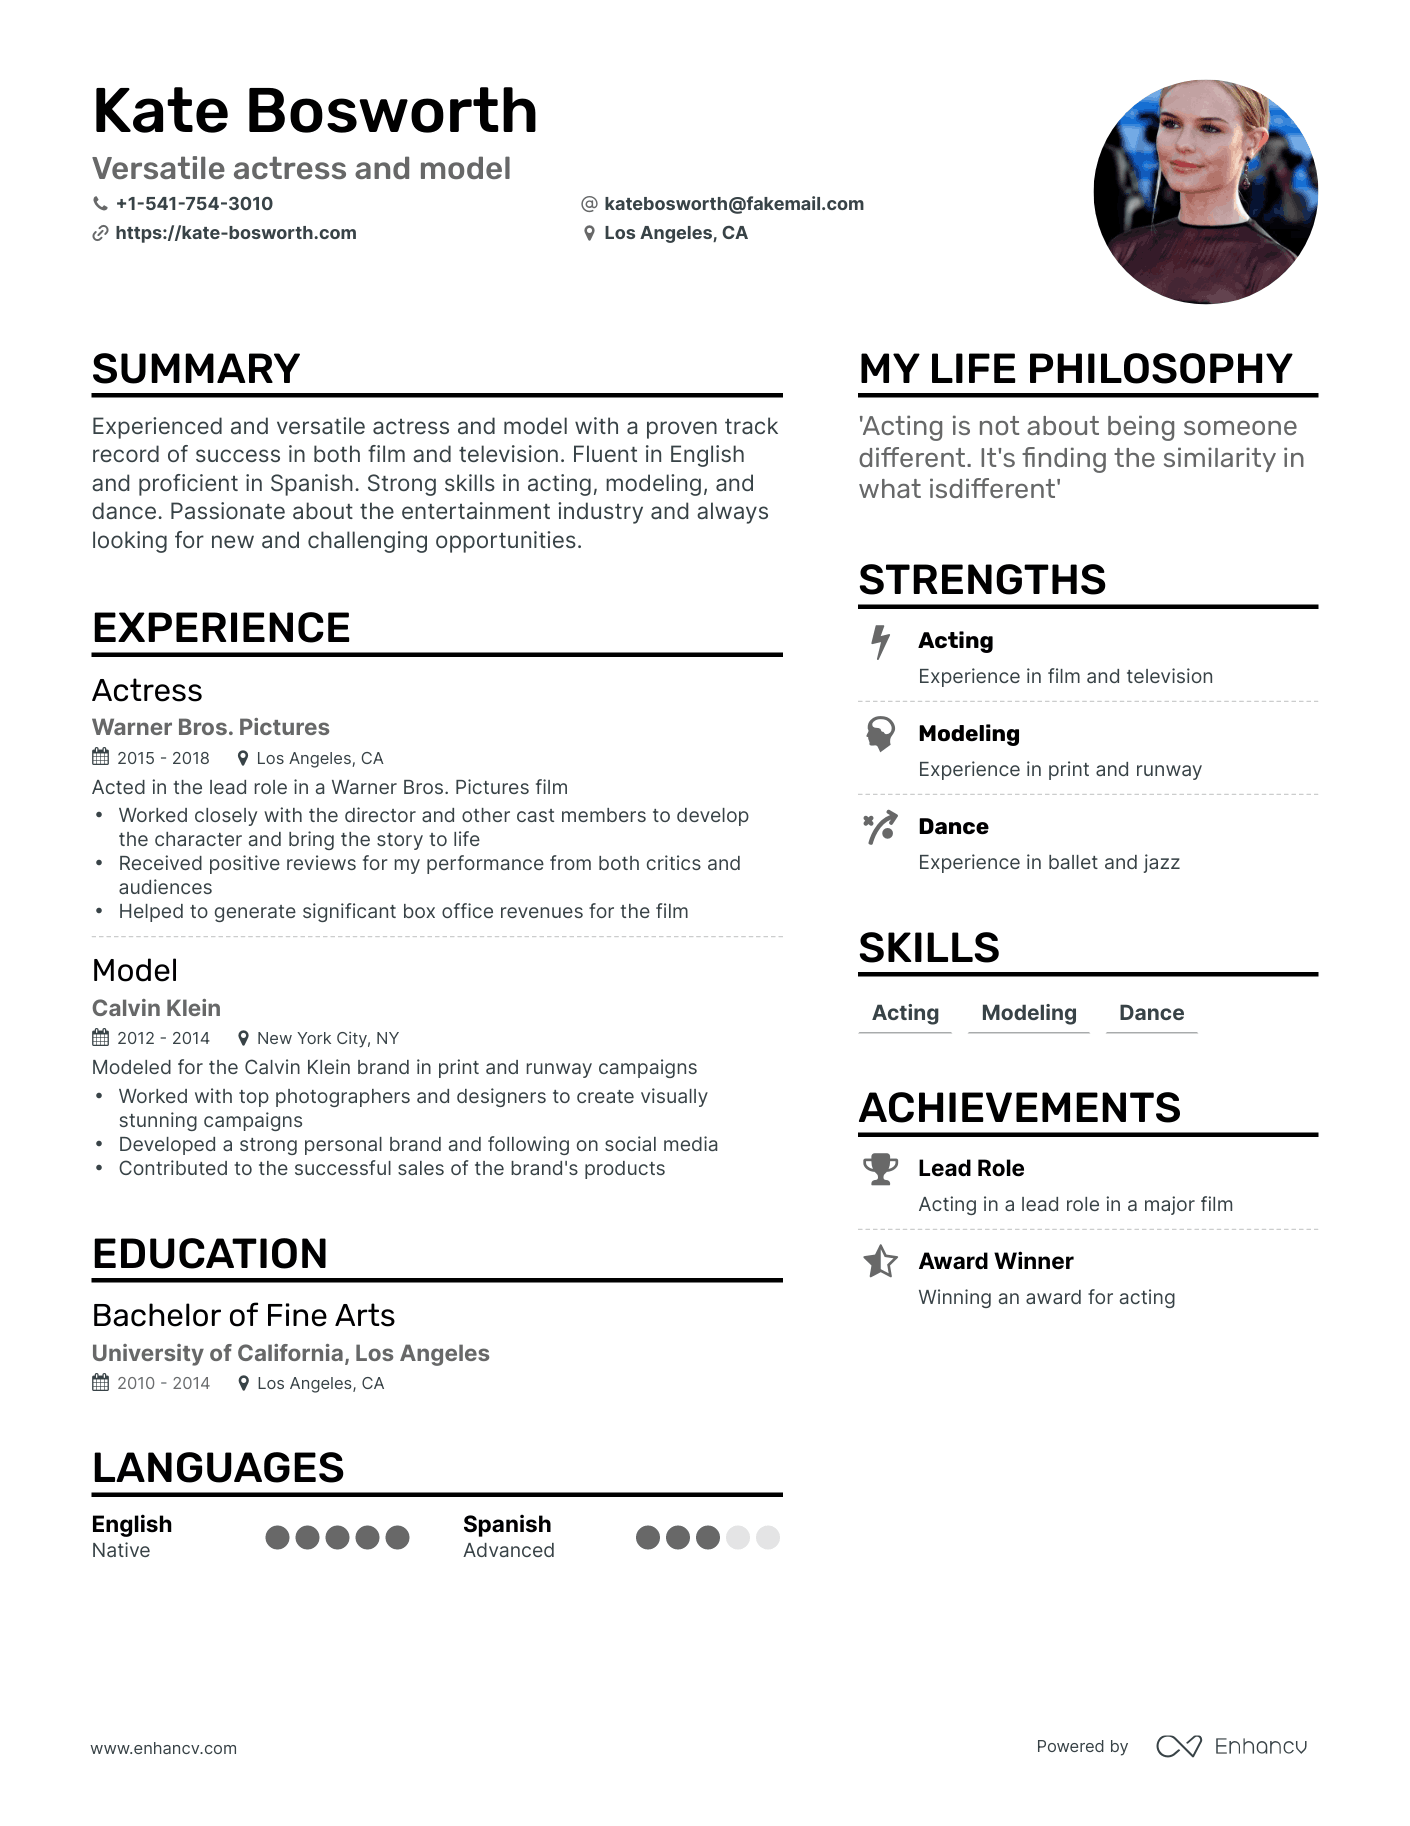 Kate Bosworth
Versatile actress and model
+1-541-754-3010
@ katebosworth@fakemail.com
https://kate-bosworth.com
Los Angeles, CA
SUMMARY
Experienced and versatile actress and model with a proven track
record of success in both film and television. Fluent in English
and proficient in Spanish. Strong skills in acting, modeling, and
dance. Passionate about the entertainment industry and always
looking for new and challenging opportunities.
EXPERIENCE
Actress
Warner Bros. Pictures
2015 - 2018
Los Angeles, CA
Acted in the lead role in a Warner Bros. Pictures film
• Worked closely with the director and other cast members to develop
the character and bring the story to life
• Received positive reviews for my performance from both critics and
audiences
• Helped to generate significant box office revenues for the film
Model
Calvin Klein
2012 - 2014
New York City, NY
Modeled for the Calvin Klein brand in print and runway campaigns
• Worked with top photographers and designers to create visually
stunning campaigns
• Developed a strong personal brand and following on social media
• Contributed to the successful sales of the brand's products
EDUCATION
Bachelor of Fine Arts
University of California, Los Angeles
2010 - 2014
Los Angeles, CA
LANGUAGES
English
Native
Spanish
Advanced
MY LIFE PHILOSOPHY
'Acting is not about being someone
different. It's finding the similarity in
what isdifferent'
STRENGTHS
Acting
Experience in film and television
Modeling
Experience in print and runway
Dance
Experience in ballet and jazz
SKILLS
Acting
Modeling
Dance
ACHIEVEMENTS
Lead Role
Acting in a lead role in a major film
Award Winner
Winning an award for acting
www.enhancv.com
Powered by
Enhancv